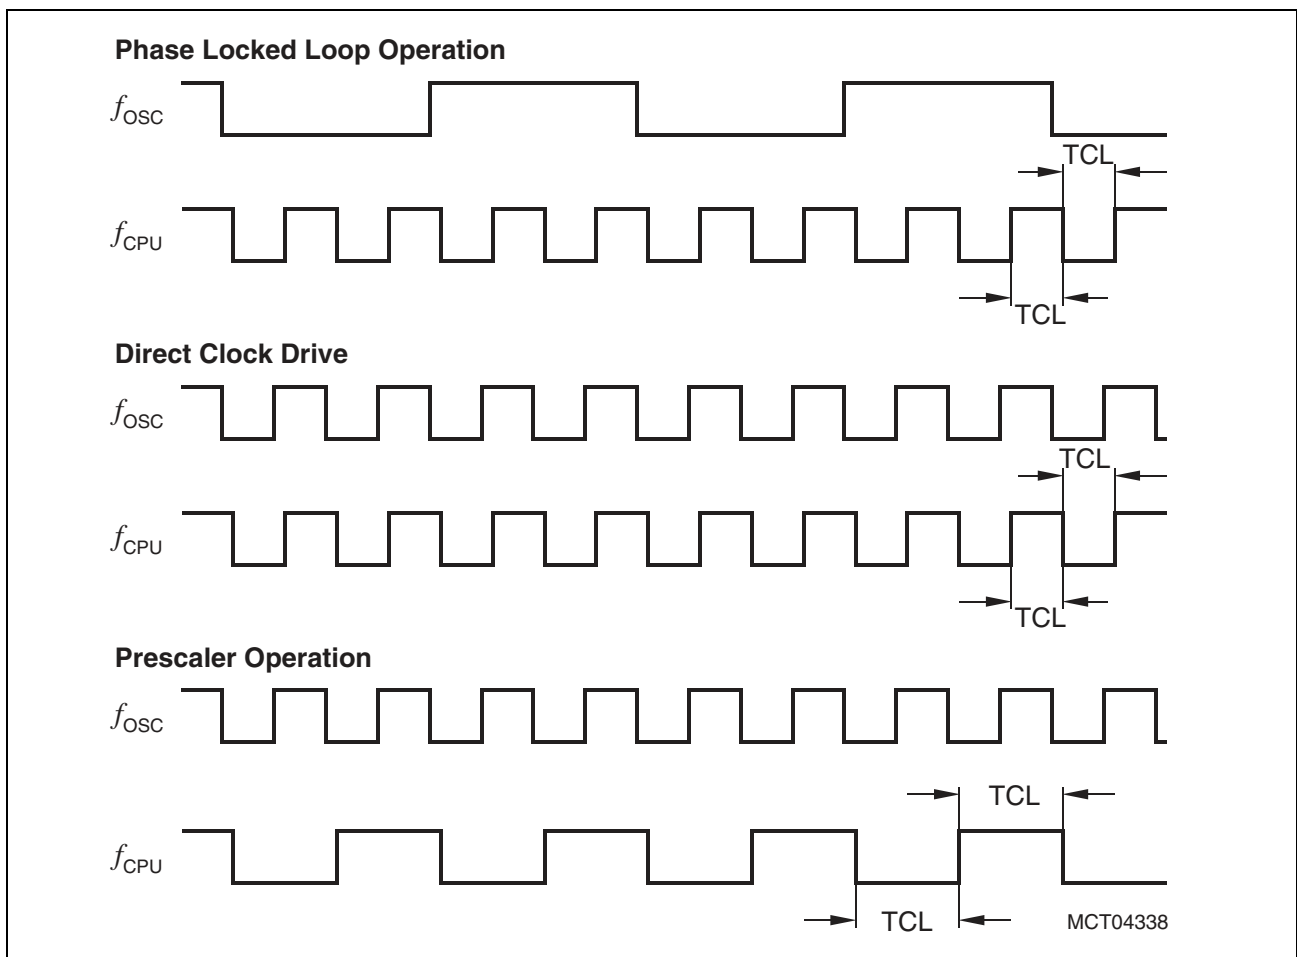 Phase Locked Loop Operation
fOSC
TCL
fCPU
TCL
Direct Clock Drive
fOSC
TCL
fCPU
TCL
Prescaler Operation
fOSC
TCL
fCPU
TCL
MCT04338